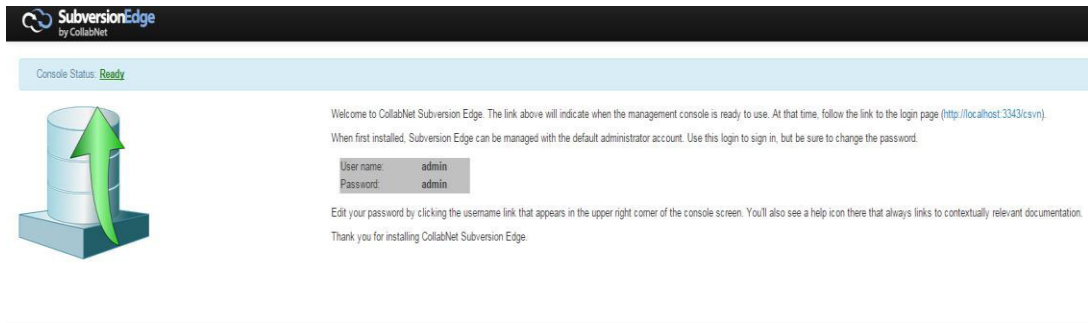 SubversionEdge
by CollabNet
Console Status: Ready
Welcome to CollabNet Subversion Edge. The link above will indicate when the management console is ready to use. At that time, follow the link to the login page (http://localhost:3343/csvn).
When first installed, Subversion Edge can be managed with the default administrator account. Use this login to sign in, but be sure to change the password.
User name: admin
Password: admin
Edit your password by clicking the username link that appears in the upper right corner of the console screen. You'll also see a help icon there that always links to contextually relevant documentation.
Thank you for installing CollabNet Subversion Edge.